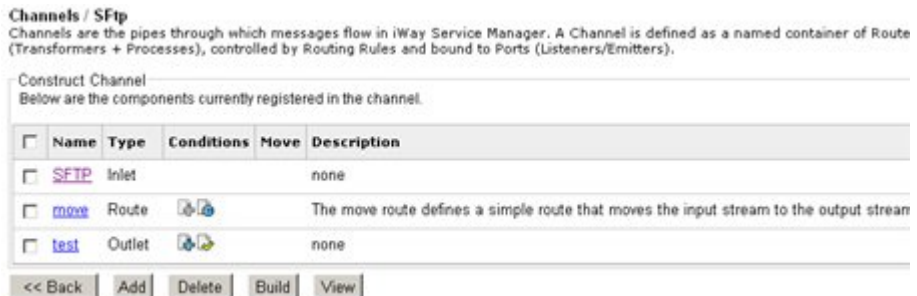 Channels / SFtp
Channels are the pipes through which messages flow in iWay Service Manager. A Channel is defined as a named container of Route
(Transformers + Processes), controlled by Routing Rules and bound to Ports (Listeners/Emitters).
Construct Channel
Below are the components currently registered in the channel.
Name Type Conditions Move Description
SFTP Inlet none
move Route The move route defines a simple route that moves the input stream to the output stream
test Outlet none
<< Back Add Delete Build View